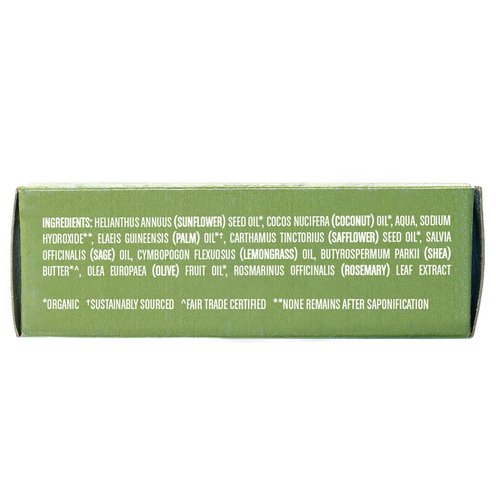 INGREDIENTS: HELIANTHUS ANNUUS (SUNFLOWER) SEED OIL*, COCOS NUCIFERA (COCONUT) OIL*, AQUA, SODIUM
HYDROXIDE**, ELAEIS GUINEENSIS (PALM) OIL*†, CARTHAMUS TINCTORIUS (SAFFLOWER) SEED OIL*, SALVIA
OFFICINALIS (SAGE) OIL, CYMBOPOGON FLEXUOSUS (LEMONGRASS) OIL, BUTYROSPERMUM PARKII (SHEA)
BUTTER*^, OLEA EUROPAEA (OLIVE) FRUIT OIL*, ROSMARINUS OFFICINALIS (ROSEMARY) LEAF EXTRACT
*ORGANIC †SUSTAINABLY SOURCED ^FAIR TRADE CERTIFIED **NONE REMAINS AFTER SAPONIFICATION